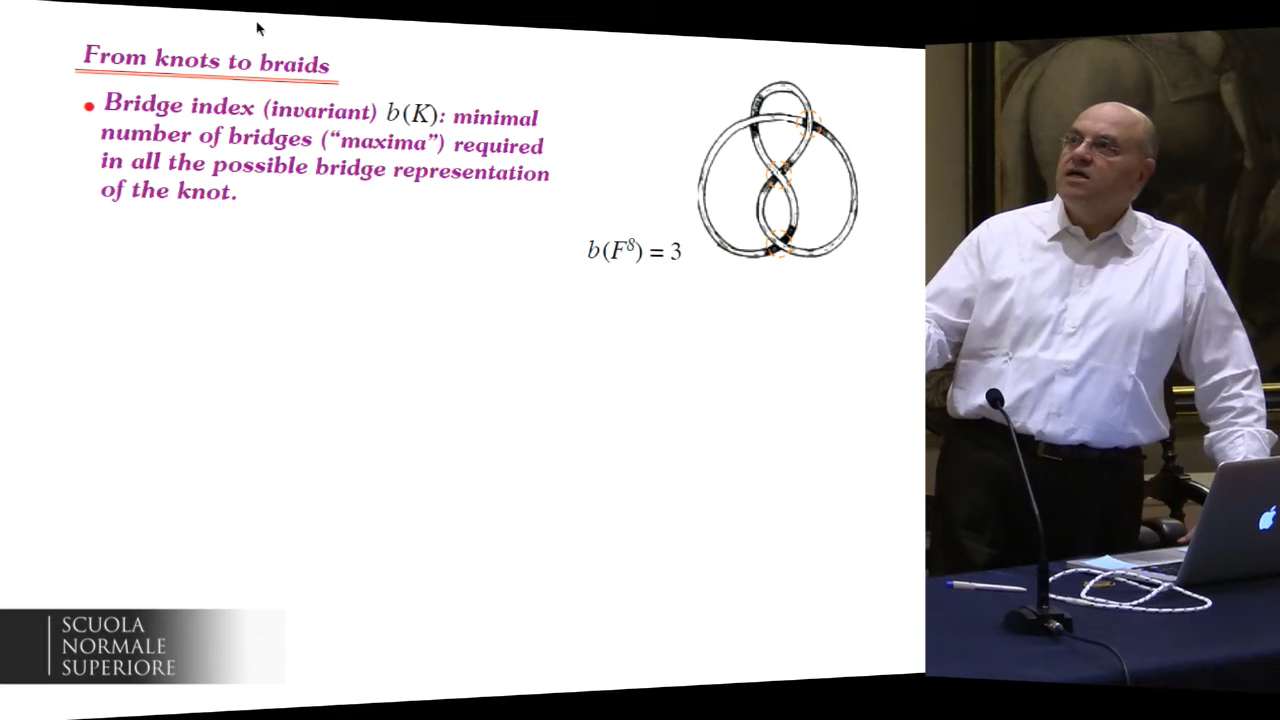 From knots to braids
• Bridge index (invariant) b(K): minimal
number of bridges (“maxima”) required
in all the possible bridge representation
of the knot.
b(F⁸) = 3
SCUOLA
NORMALE
SUPERIORE